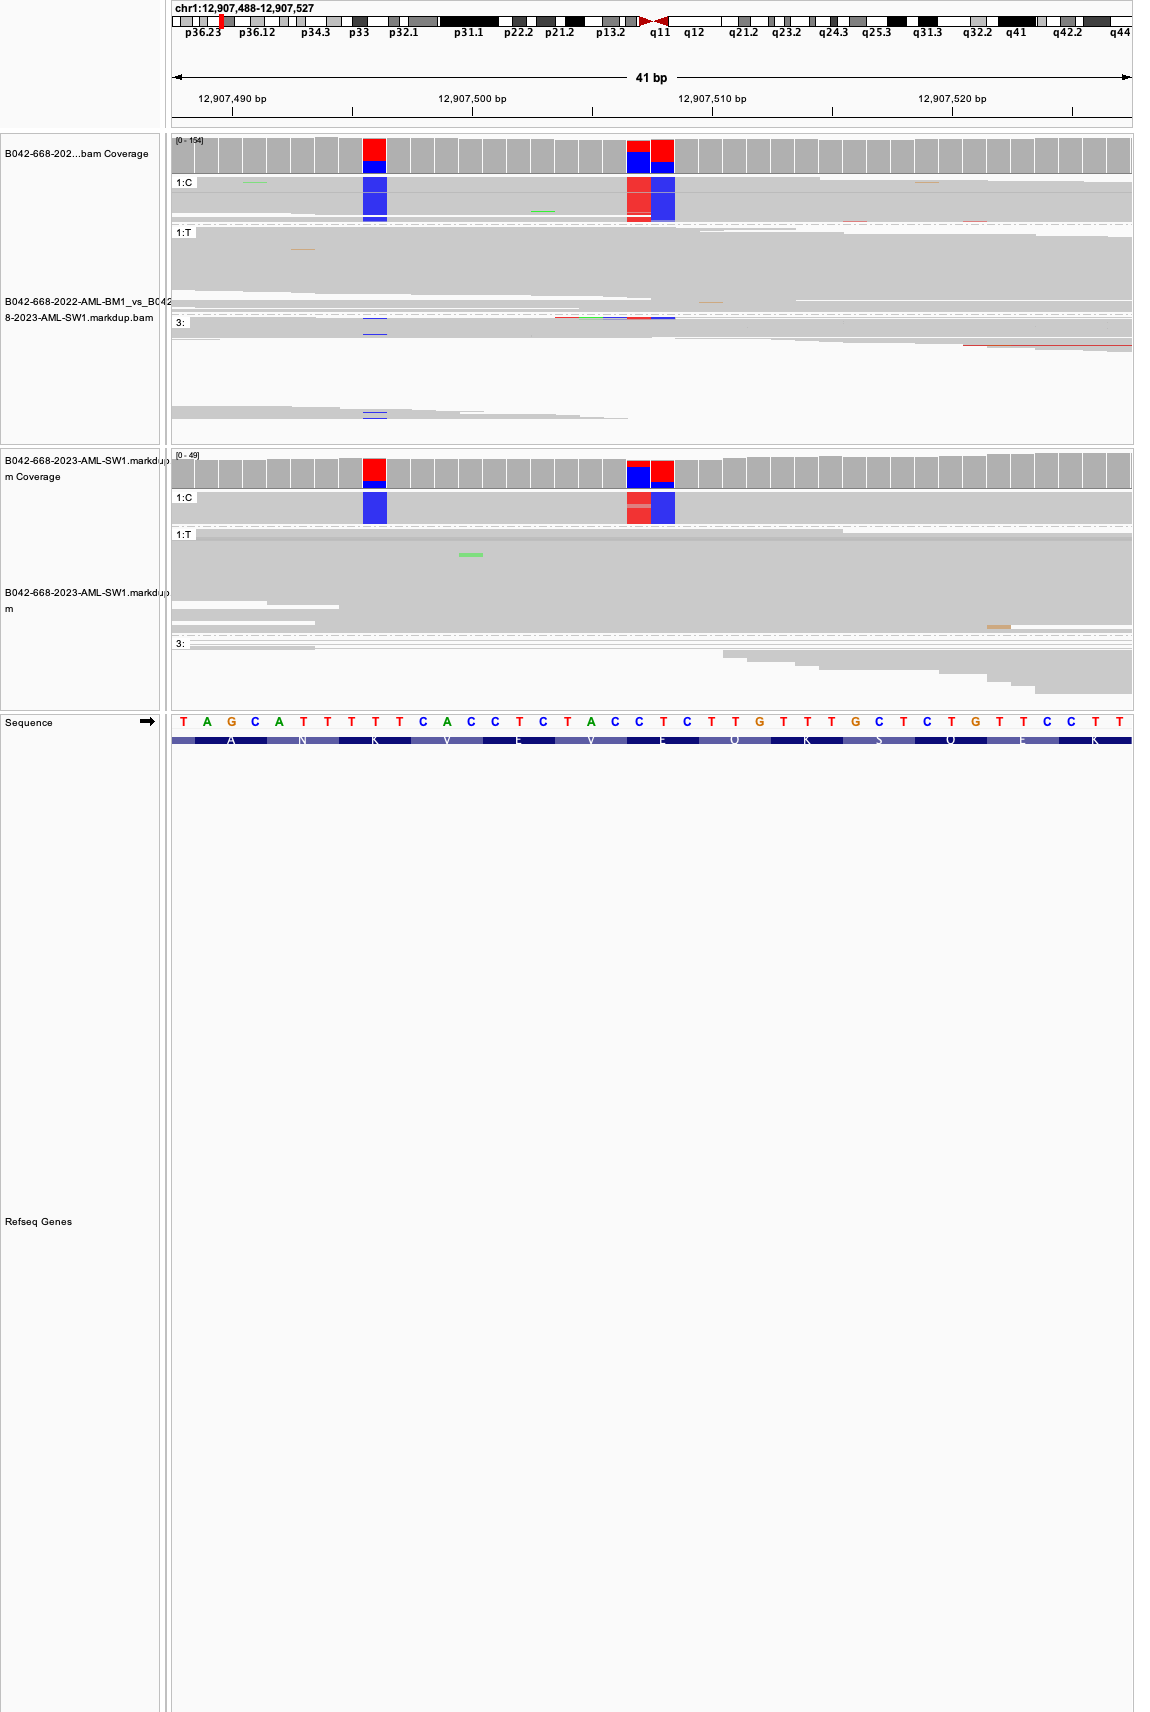 chr1:12,907,488-12,907,527
p36.23 p36.12 p34.3 p33 p32.1 p31.1 p22.2 p21.2 p13.2 q11 q12 q21.2 q23.2 q24.3 q25.3 q31.3 q32.2 q41 q42.2 q44
41 bp
12,907,490 bp 12,907,500 bp 12,907,510 bp 12,907,520 bp
[0 - 154]
B042-668-202...bam Coverage
1:C
1:T
B042-668-2022-AML-BM1_vs_B042
8-2023-AML-SW1.markdup.bam
3:
[0 - 49]
B042-668-2023-AML-SW1.markdup
m Coverage
1:C
1:T
B042-668-2023-AML-SW1.markdup
m
3:
Sequence
T A G C A T T T T T C A C C T C T A C C T C T T G T T T G C T C T G T T C C T T
A N K V E V E Q K S Q E K
Refseq Genes